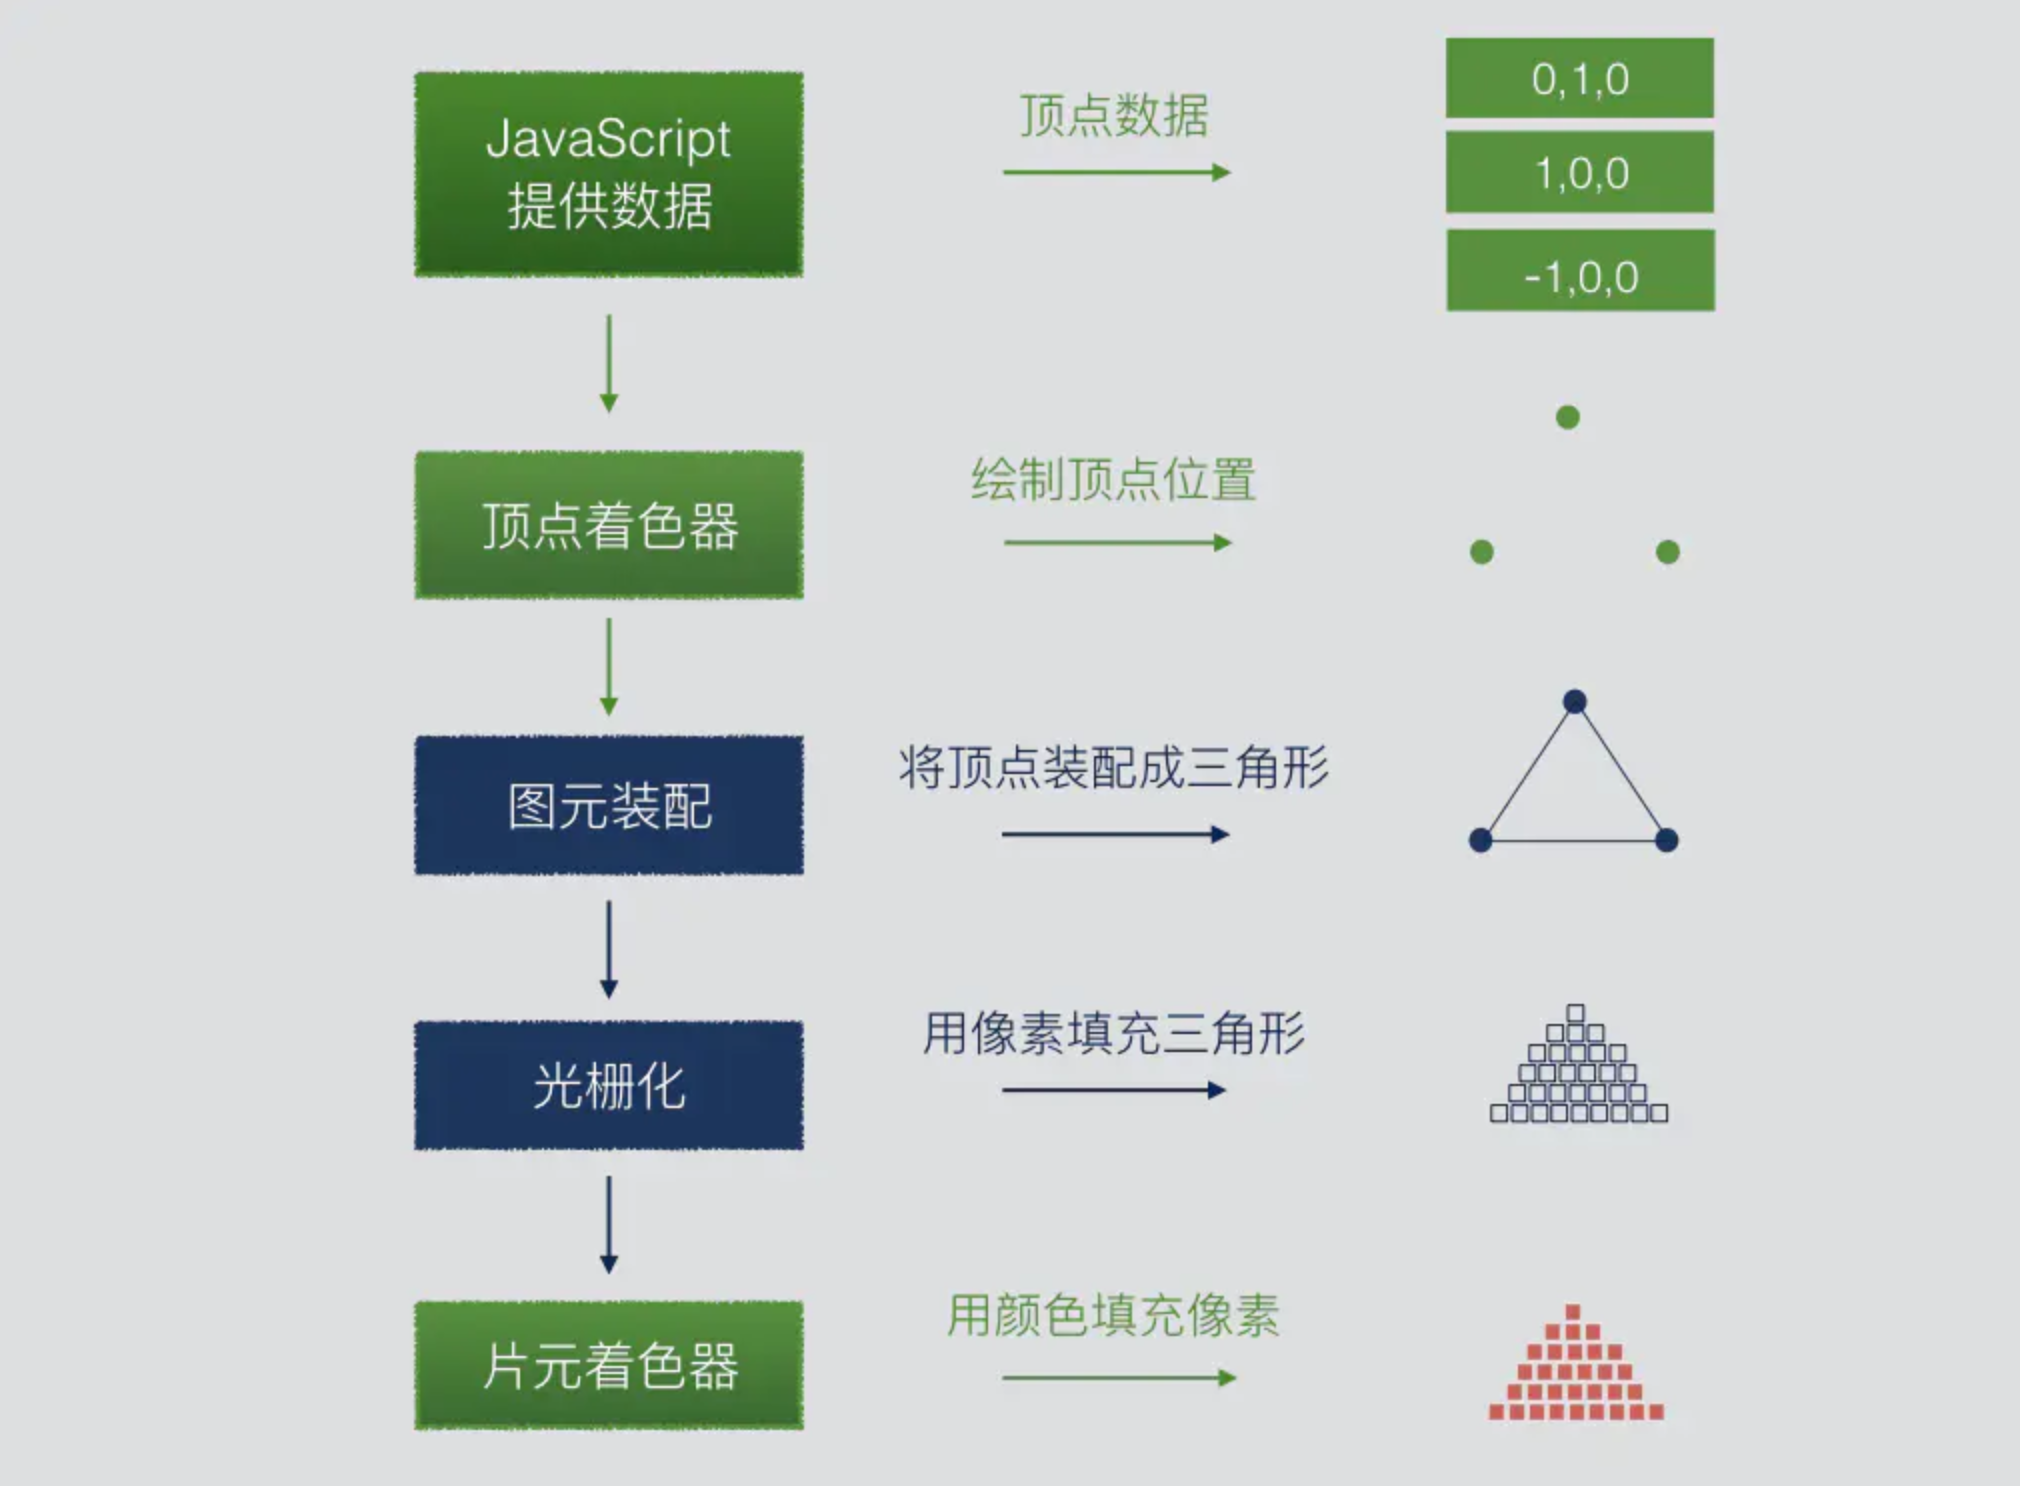 JavaScript
提供数据
顶点数据
0,1,0
1,0,0
-1,0,0
顶点着色器
绘制顶点位置
图元装配
将顶点装配成三角形
光栅化
用像素填充三角形
片元着色器
用颜色填充像素